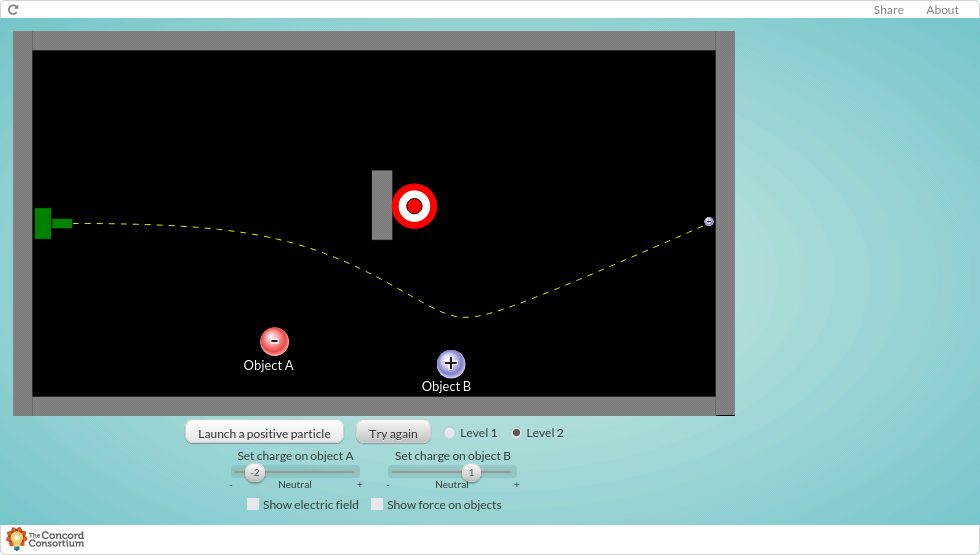 Share About
-
Object A
+
Object B
Launch a positive particle Try again Level 1 Level 2
Set charge on object A Set charge on object B
-2 1
- Neutral + - Neutral +
Show electric field Show force on objects
The Concord
Consortium